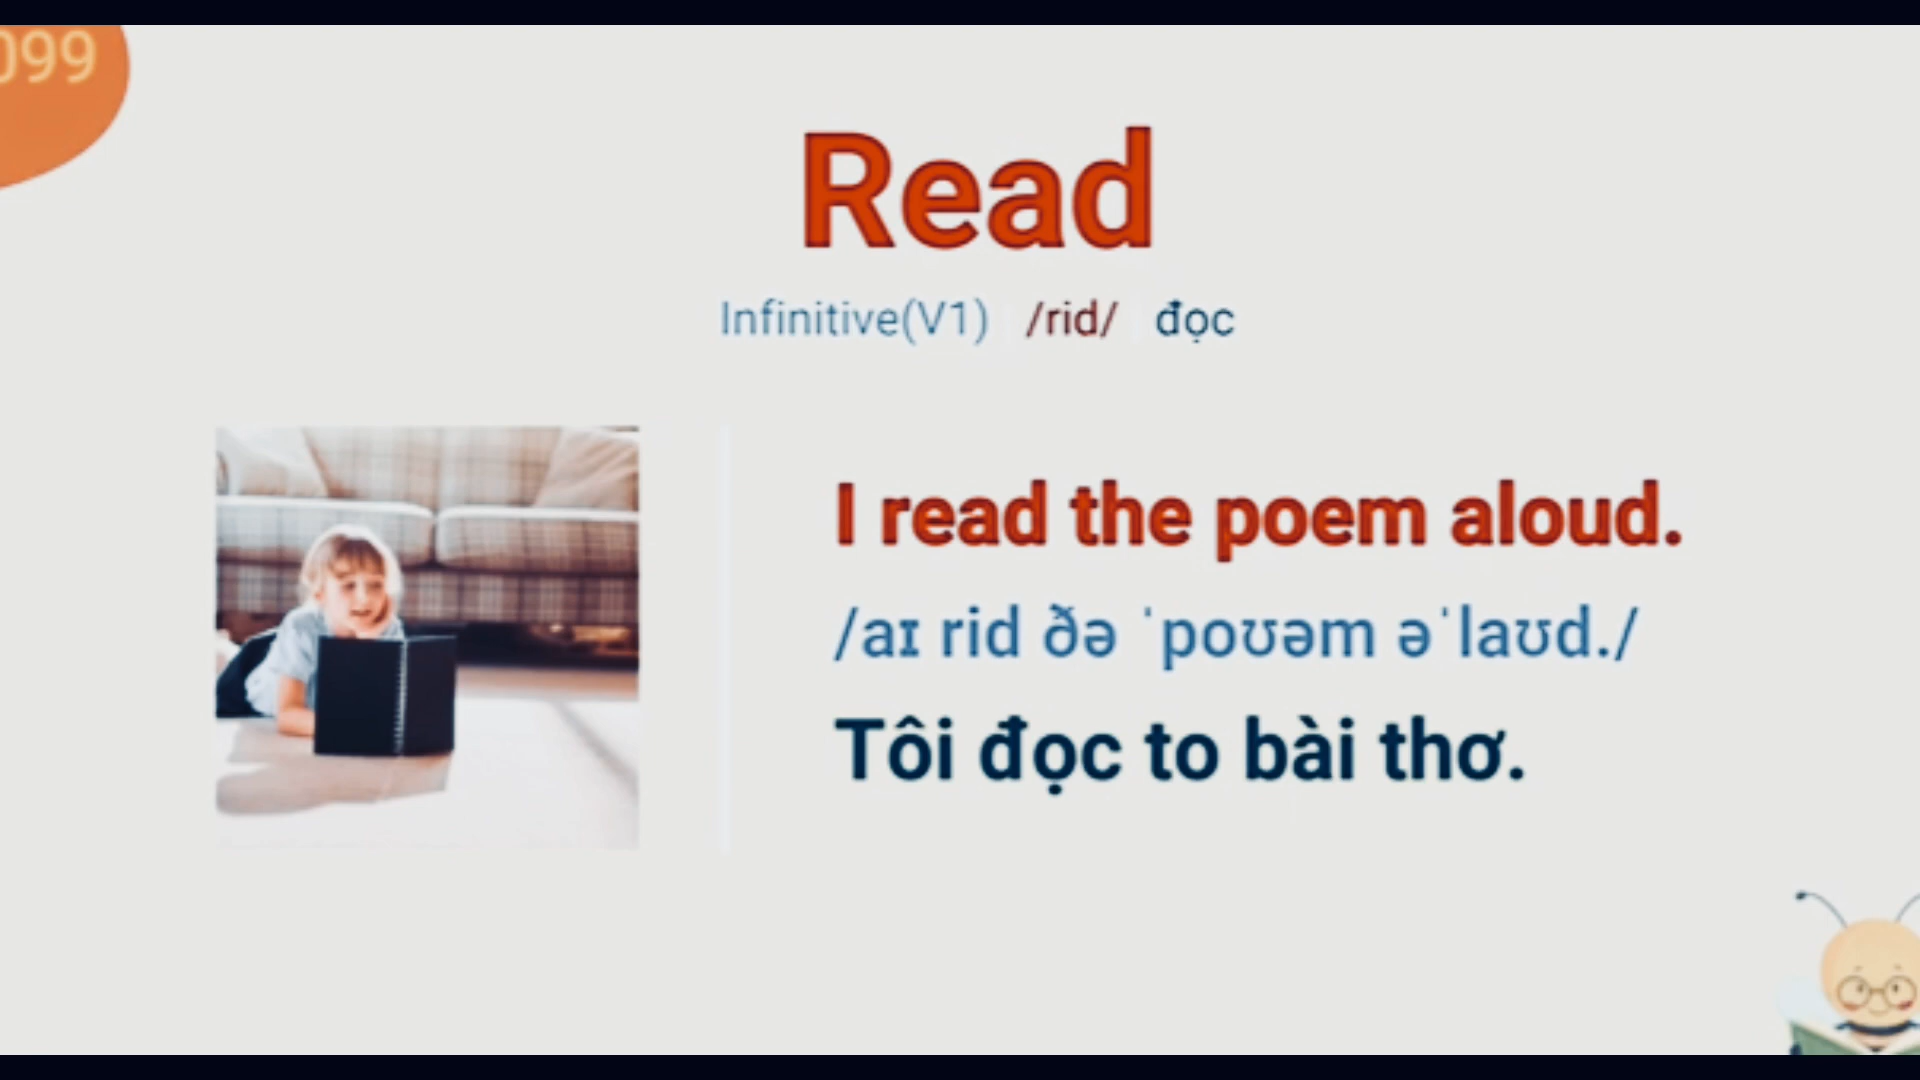 099
Read
Infinitive(V1) /rid/ đọc
I read the poem aloud.
/aɪ rid ðə ˈpoʊəm əˈlaʊd./
Tôi đọc to bài thơ.